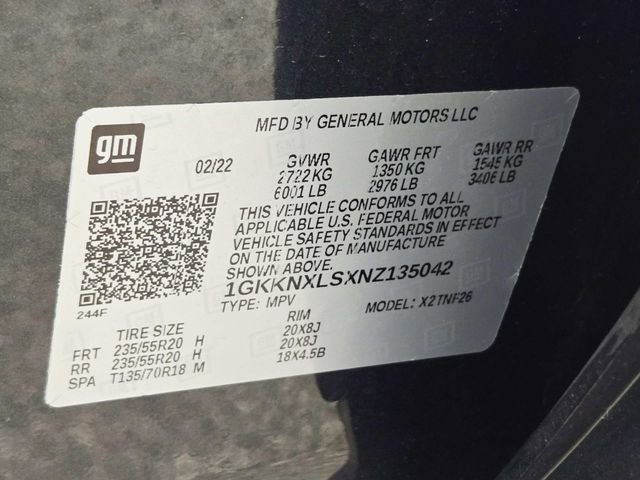 MFD BY GENERAL MOTORS LLC
gm
02/22 GVWR GAWR FRT GAWR RR
2722 KG 1350 KG 1545 KG
6001 LB 2976 LB 3406 LB
THIS VEHICLE CONFORMS TO ALL
APPLICABLE U.S. FEDERAL MOTOR
VEHICLE SAFETY STANDARDS IN EFFECT
ON THE DATE OF MANUFACTURE
SHOWN ABOVE.
1GKKNXLSXNZ135042
TYPE: MPV MODEL: X2TNF26
244F
TIRE SIZE RIM
FRT 235/55R20 H 20X8J
RR 235/55R20 H 20X8J
SPA T135/70R18 M 18X4.5B